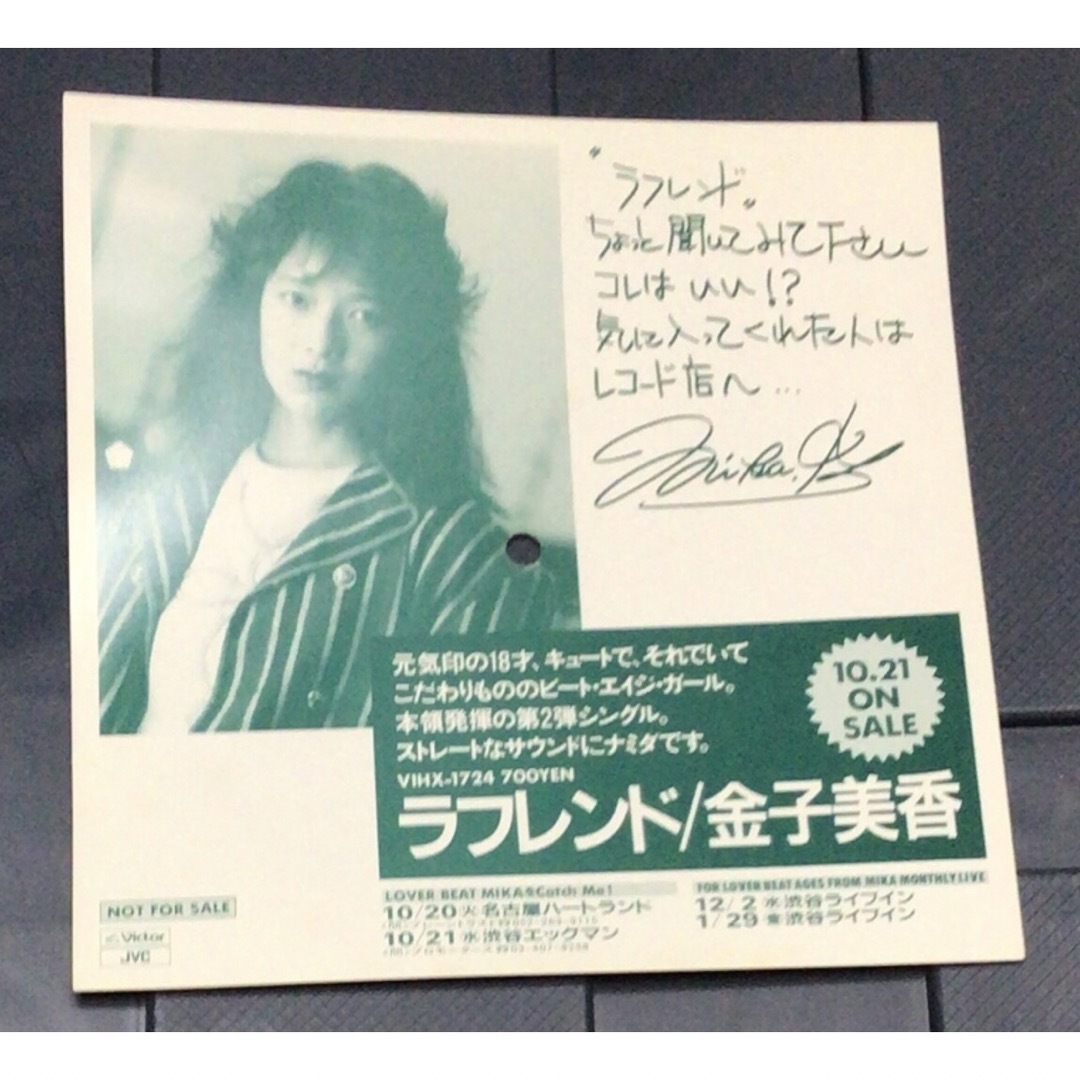 "ラフレンド"
ちょっと聞いてみて下さい
コレは いい!?
気に入ってくれた人は
レコード店へ...
元気印の18才、キュートで、それでいて
こだわりもののビート・エイジ・ガール。
本領発揮の第2弾シングル。
ストレートなサウンドにナミダです。
VIHX-1724 700YEN
ラフレンド/金子美香
10.21
ON
SALE
NOT FOR SALE
Victor
JVC
LOVER BEAT MIKA Catch Me!
10/20火名古屋ハートランド
10/21水渋谷エッグマン
FOR LOVER BEAT AGES FROM MIKA MONTHLY LIVE
12/2水渋谷ライブイン
1/29金渋谷ライブイン